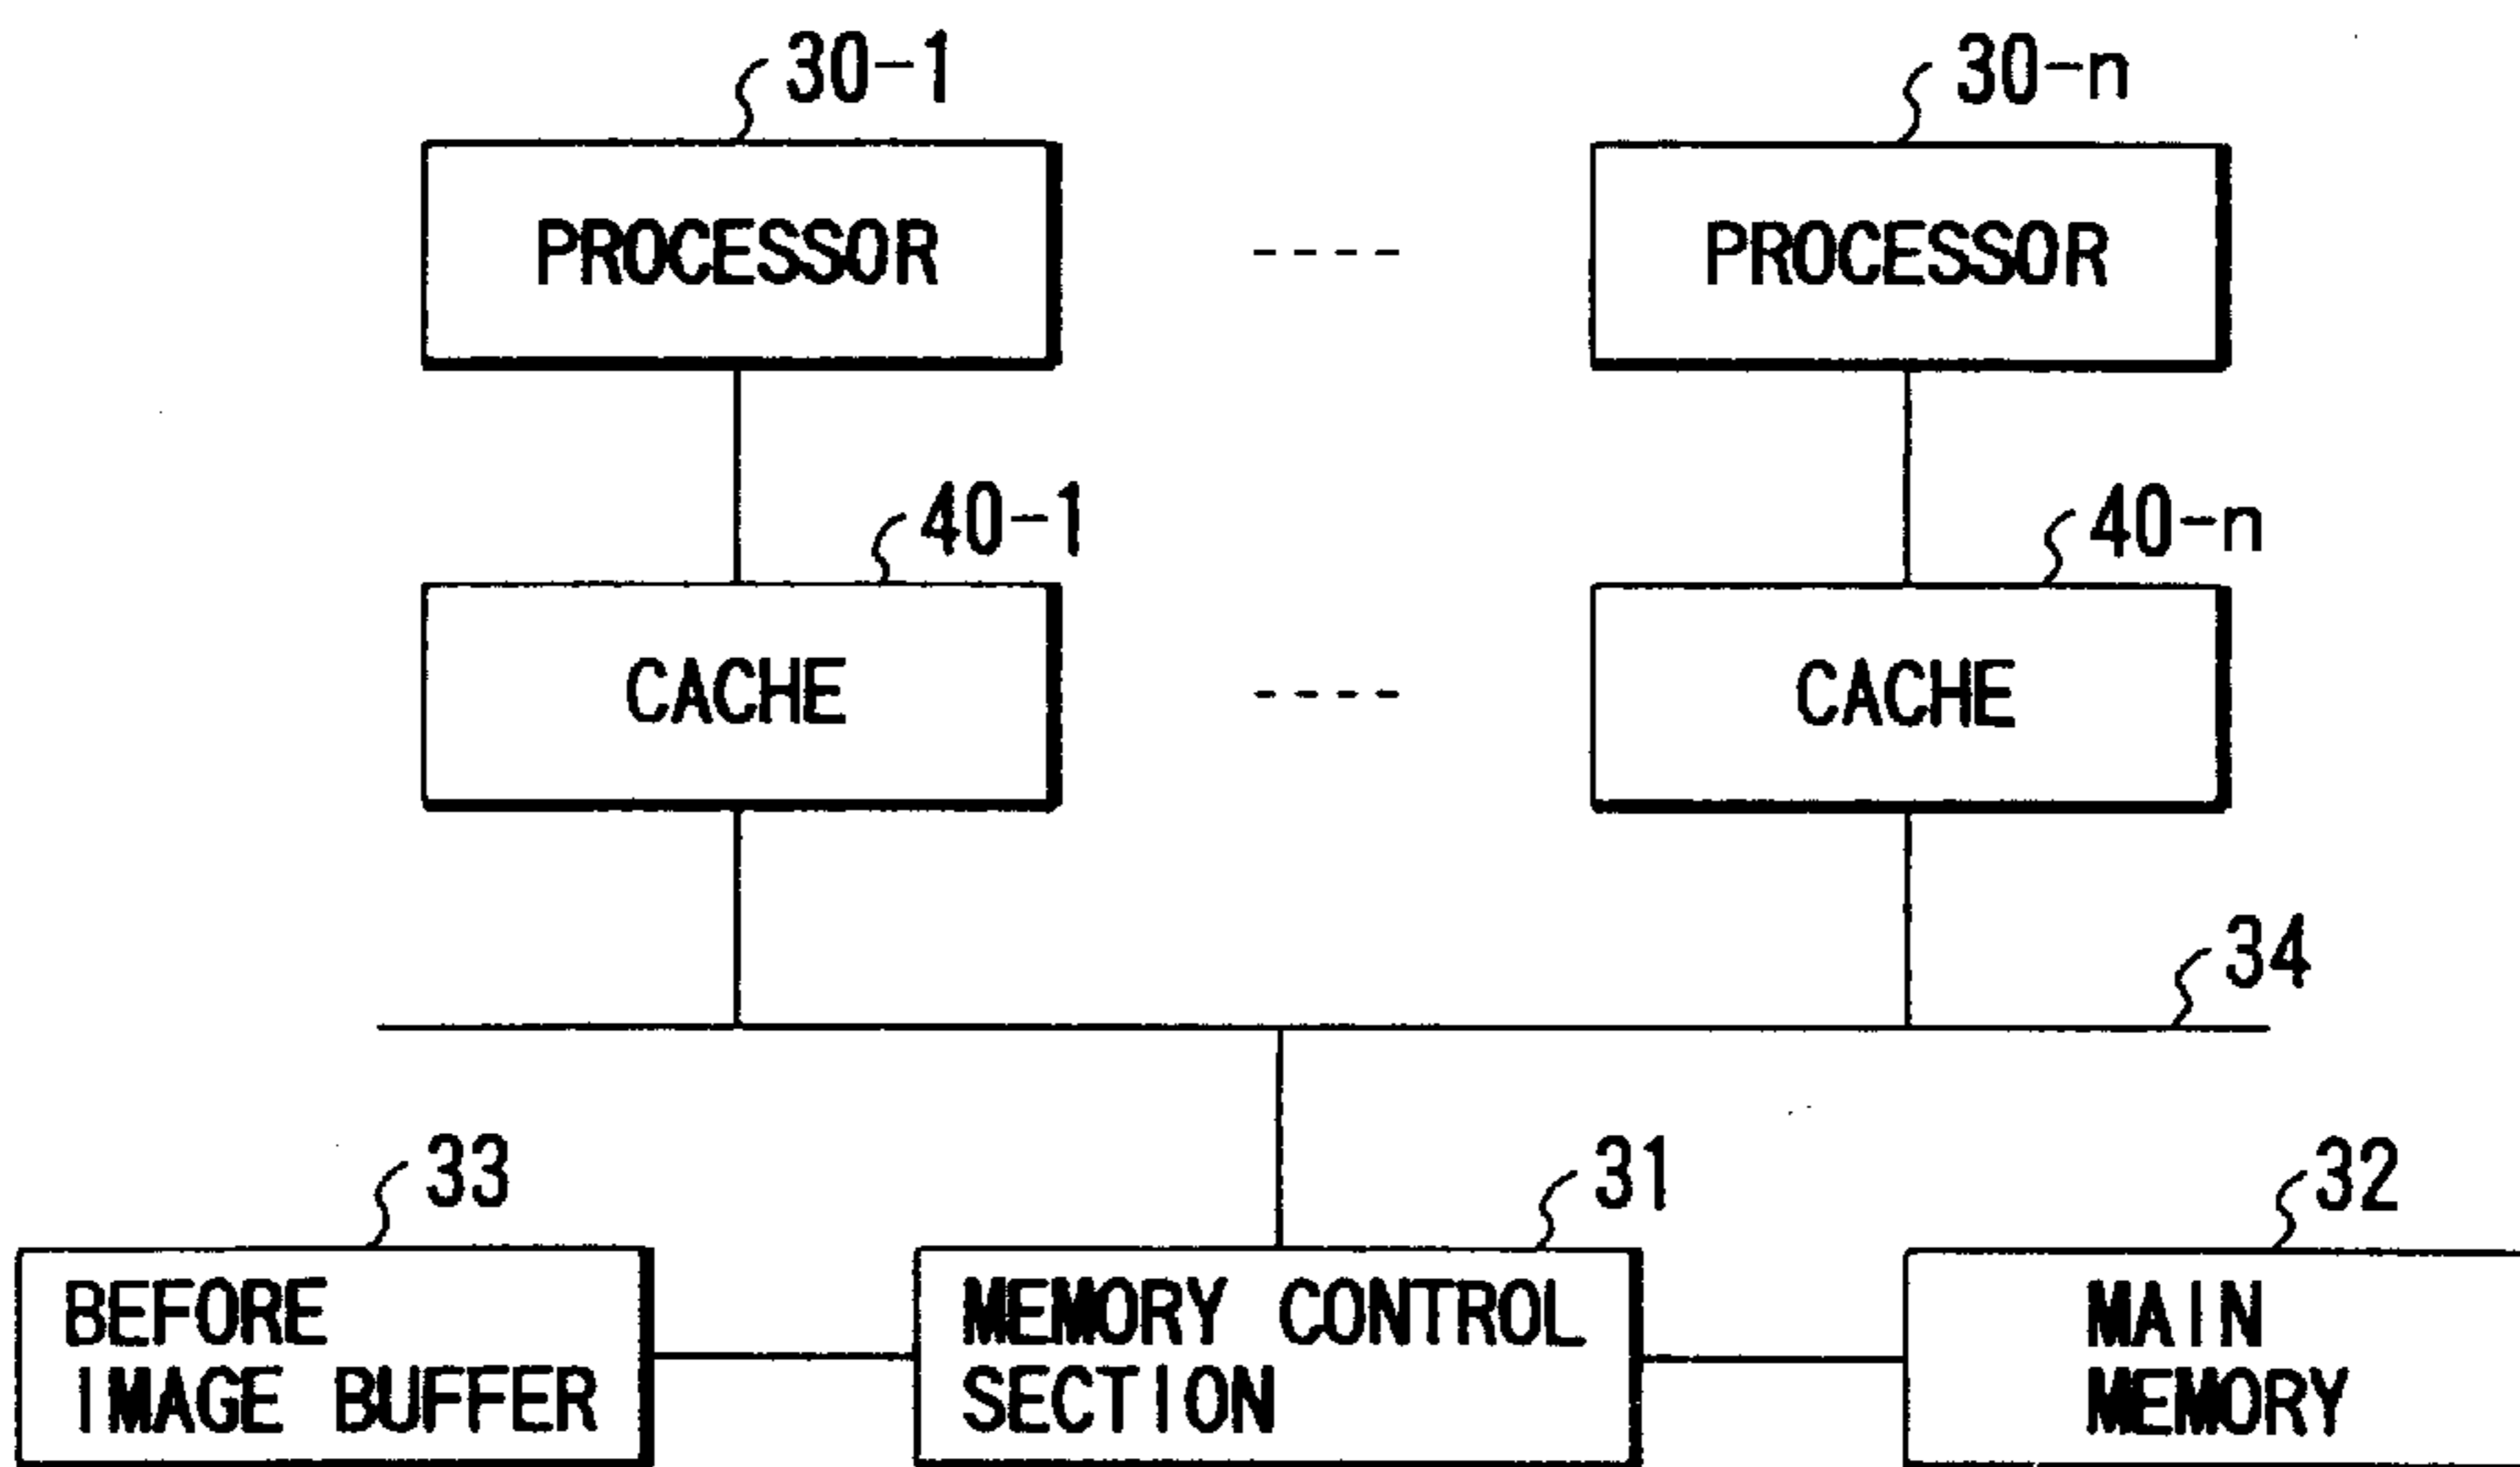 30-1
30-n
PROCESSOR
PROCESSOR
40-1
40-n
CACHE
CACHE
34
33
31
32
BEFORE
IMAGE BUFFER
MEMORY CONTROL
SECTION
MAIN
MEMORY